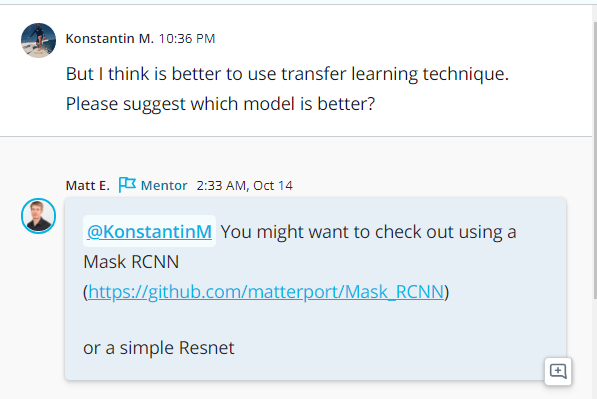 Konstantin M. 10:36 PM
But I think is better to use transfer learning technique.
Please suggest which model is better?
Matt E. Mentor 2:33 AM, Oct 14
@KonstantinM You might want to check out using a
Mask RCNN
(https://github.com/matterport/Mask_RCNN)
or a simple Resnet